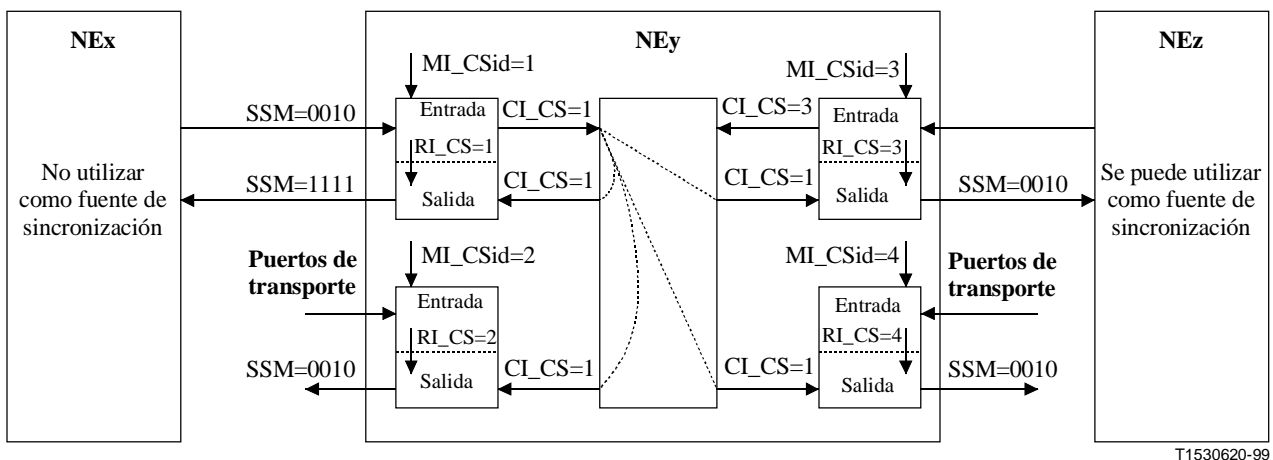 NEx
NEy
NEz
MI_CSid=1
MI_CSid=3
SSM=0010
Entrada
CI_CS=1
CI_CS=3
Entrada
RI_CS=1
RI_CS=3
No utilizar
como fuente de
sincronización
SSM=1111
Salida
CI_CS=1
CI_CS=1
Salida
SSM=0010
Se puede utilizar
como fuente de
sincronización
Puertos de
transporte
MI_CSid=2
MI_CSid=4
Puertos de
transporte
Entrada
Entrada
RI_CS=2
RI_CS=4
SSM=0010
Salida
CI_CS=1
CI_CS=1
Salida
SSM=0010
T1530620-99